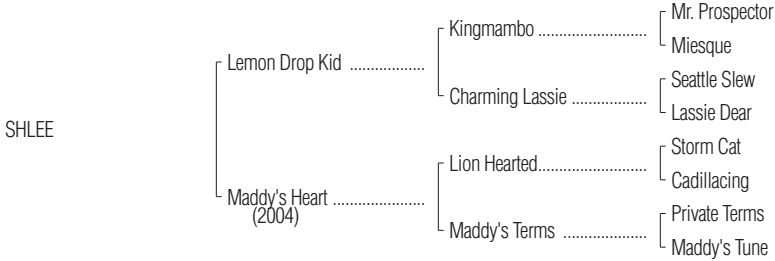 Mr. Prospector
Kingmambo ..........................
Miesque
Lemon Drop Kid ..................
Seattle Slew
Charming Lassie ..................
Lassie Dear
SHLEE
Storm Cat
Lion Hearted..........................
Cadillacing
Maddy's Heart ......................
(2004)
Private Terms
Maddy's Terms ....................
Maddy's Tune